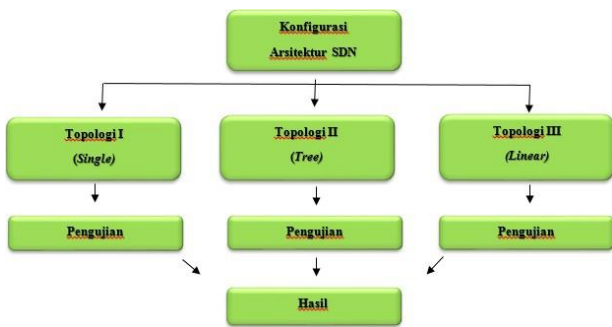 Konfigurasi
Arsitektur SDN
Topologi I
(Single)
Topologi II
(Tree)
Topologi III
(Linear)
Pengujian
Pengujian
Pengujian
Hasil